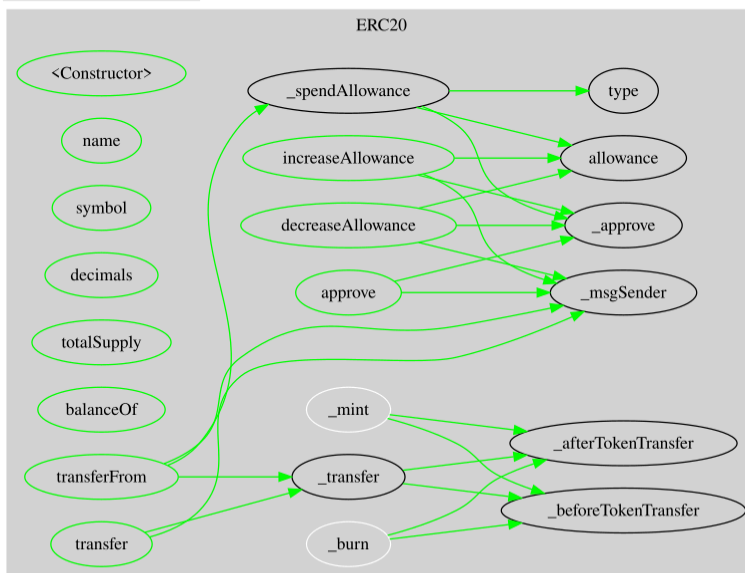 ERC20
<Constructor>
name
symbol
decimals
totalSupply
balanceOf
transferFrom
transfer
_spendAllowance
increaseAllowance
decreaseAllowance
approve
_mint
_transfer
_burn
type
allowance
_approve
_msgSender
_afterTokenTransfer
_beforeTokenTransfer